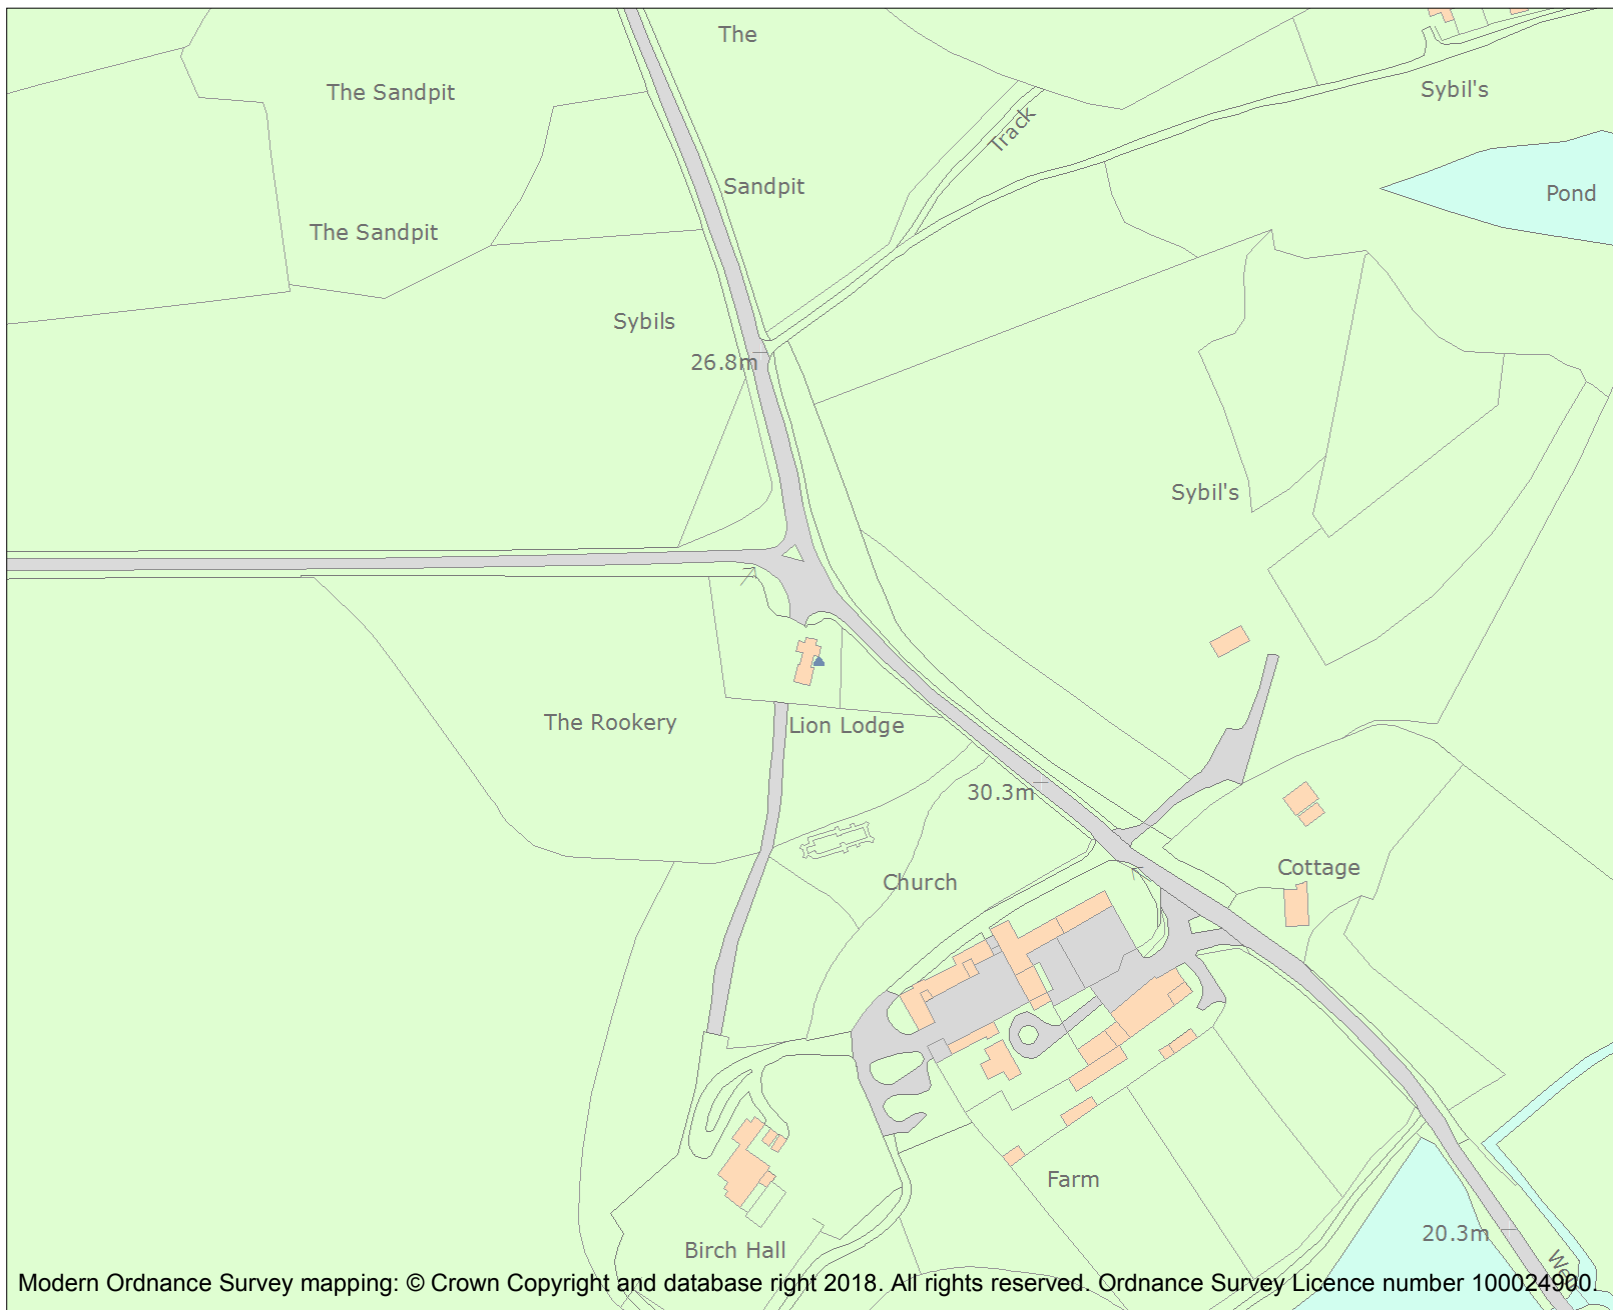 The
The Sandpit
Sybil's
Track
Sandpit
Pond
The Sandpit
Sybils
26.8m
Sybil's
The Rookery
Lion Lodge
30.3m
Cottage
Church
Farm
20.3m
Birch Hall
Modern Ordnance Survey mapping: © Crown Copyright and database right 2018. All rights reserved. Ordnance Survey Licence number 100024900.